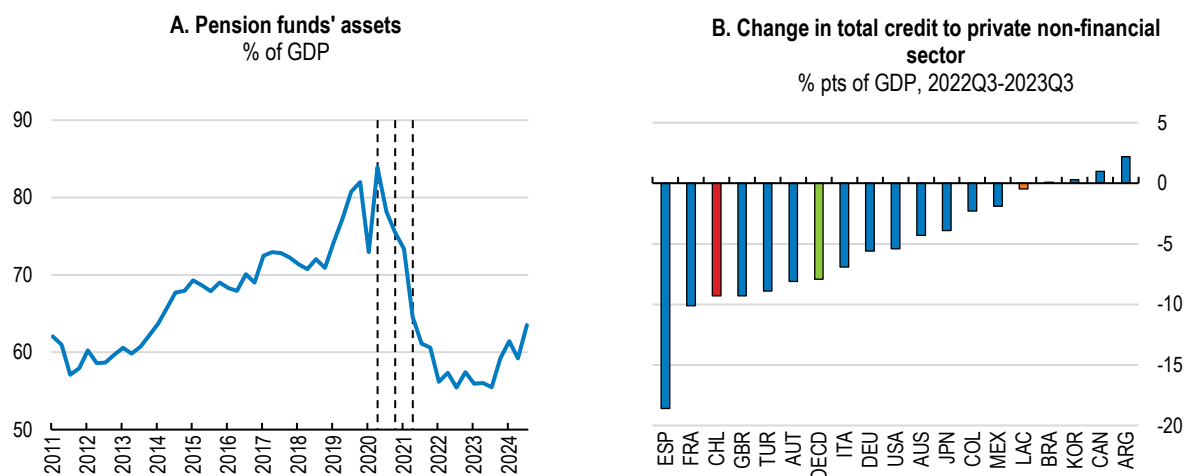 A. Pension funds' assets
% of GDP
90
80
70
60
50
2011 2012 2013 2014 2015 2016 2017 2018 2019 2020 2021 2022 2023 2024
B. Change in total credit to private non-financial
sector
% pts of GDP, 2022Q3-2023Q3
5
0
-5
-10
-15
-20
ESP FRA CHL GBR TUR AUT OECD ITA DEU USA AUS JPN COL MEX LAC BRA KOR CAN ARG